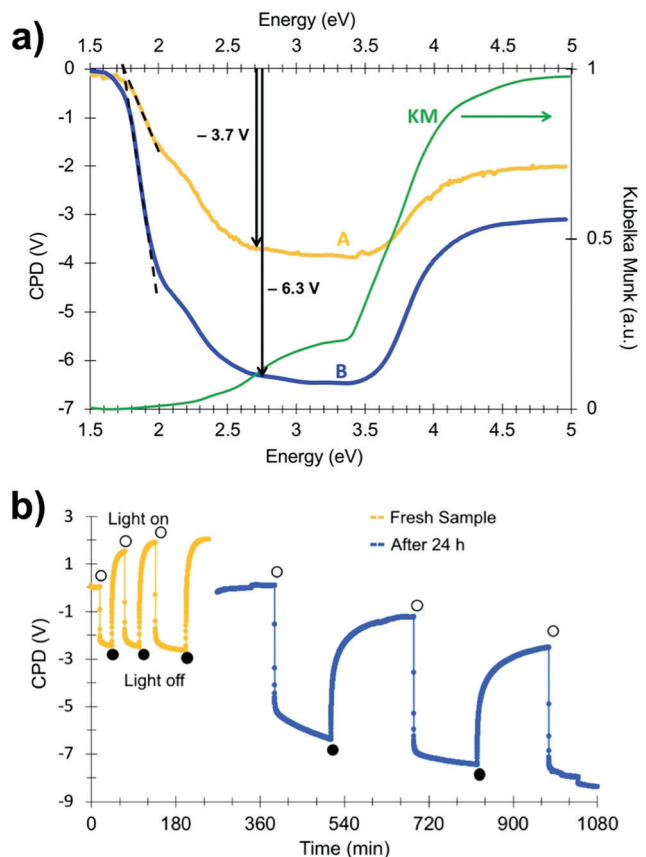 a)
Energy (eV)
1.5 2 2.5 3 3.5 4 4.5 5
0 1
-1 KM
– 3.7 V
-2
-3
A
CPD (V) 0.5 Kubelka Munk (a.u.)
-4
– 6.3 V
-5
-6
B
-7 0
1.5 2 2.5 3 3.5 4 4.5 5
Energy (eV)
b)
3
Light on Fresh Sample
After 24 h
1
-1
CPD (V)
-3
Light off
-5
-7
-9
0 180 360 540 720 900 1080
Time (min)